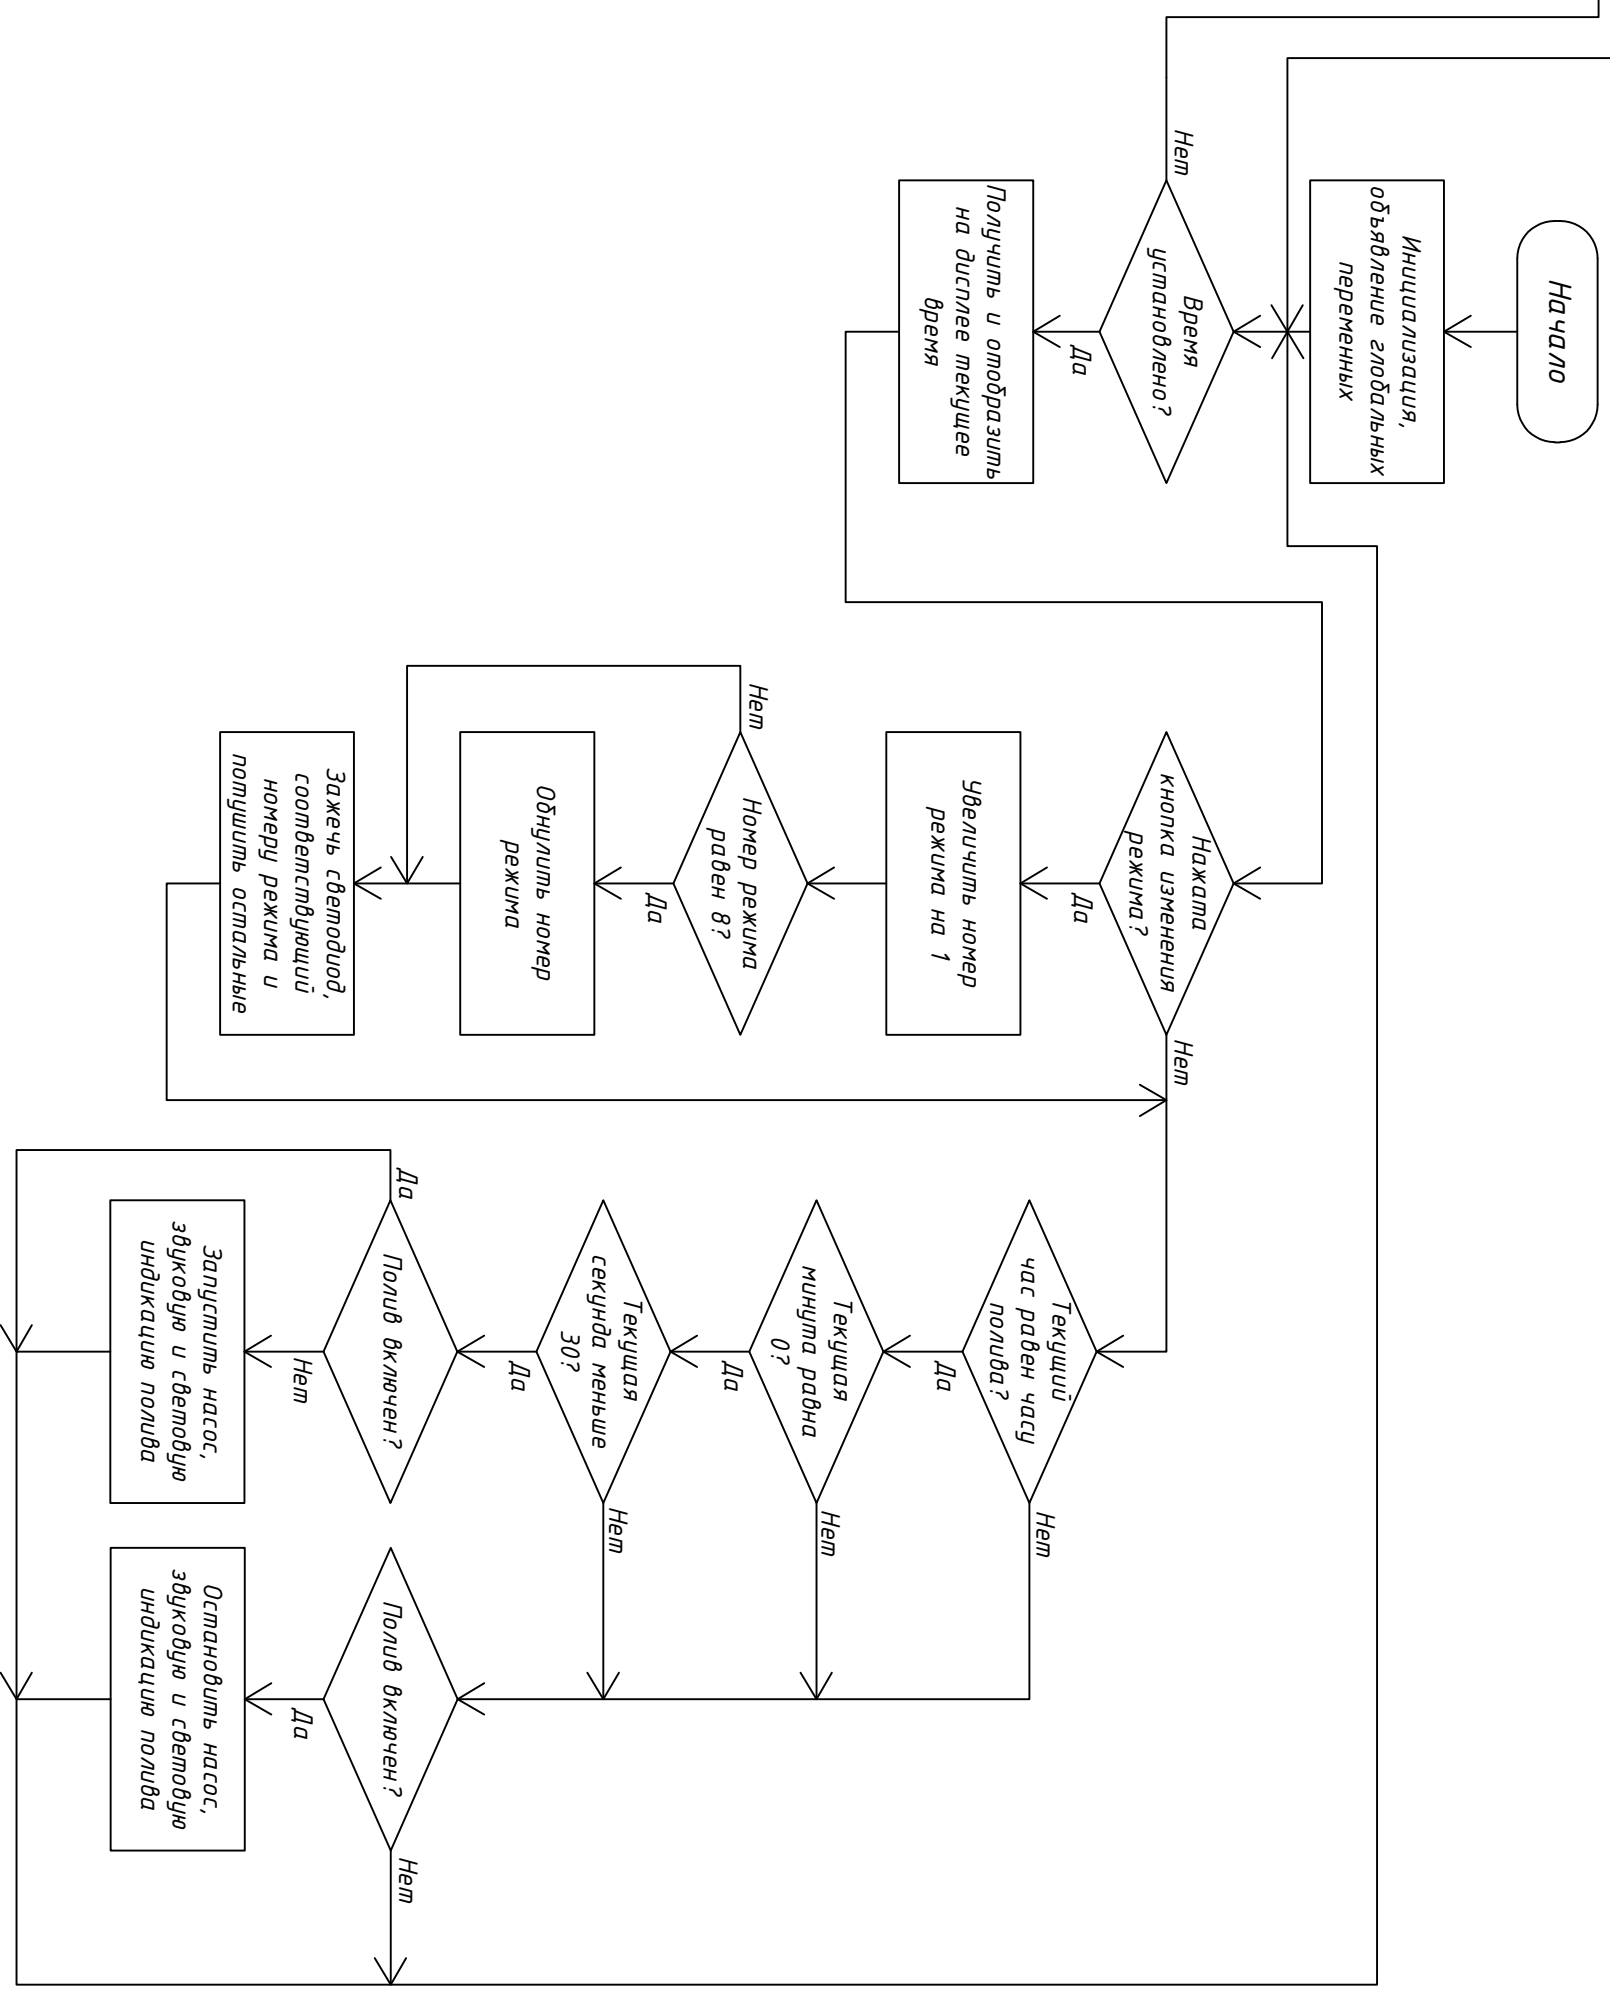 Начало
Инициализация,
объявление глобальных
переменных
Время
установлено?
Нет
Да
Получить и отобразить
на дисплее текущее
время
Нажата
кнопка изменения
режима?
Нет
Да
Увеличить номер
режима на 1
Номер режима
равен 8?
Нет
Да
Обнулить номер
режима
Зажечь светодиод,
соответствующий
номеру режима и
потушить остальные
Текущий
час равен часу
полива?
Нет
Да
Текущая
минута равна
0?
Нет
Да
Текущая
секунда меньше
30?
Нет
Да
Полив включен?
Да
Нет
Запустить насос,
звуковую и световую
индикацию полива
Полив включен?
Нет
Да
Остановить насос,
звуковую и световую
индикацию полива